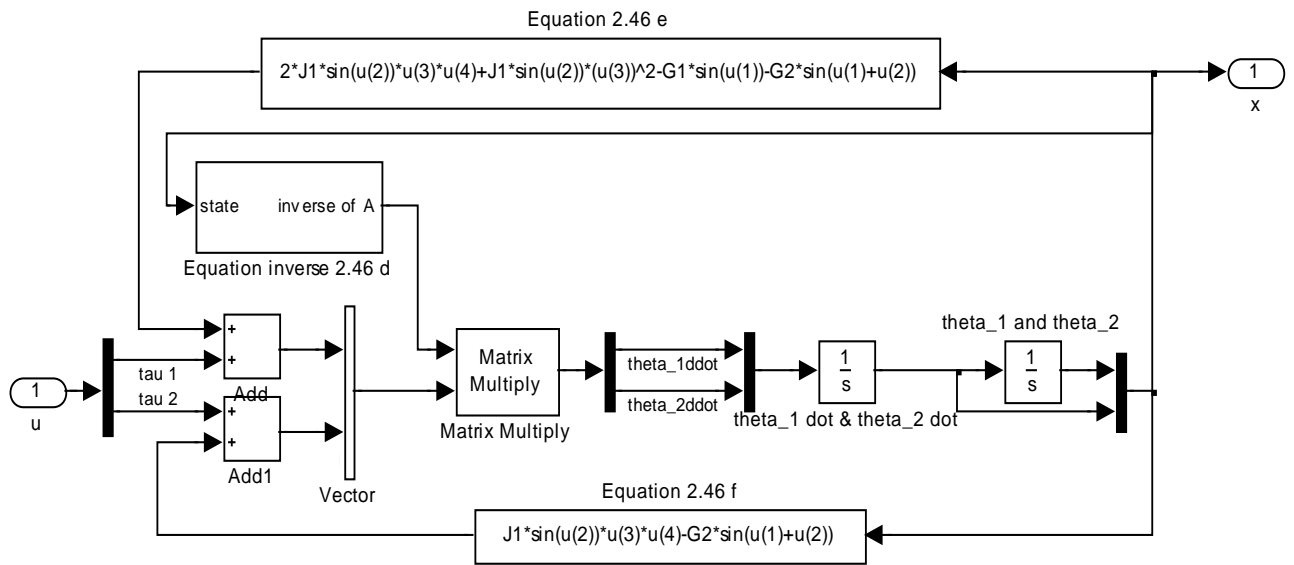 Equation 2.46 e
2*J1*sin(u(2))*u(3)*u(4)+J1*sin(u(2))*(u(3))^2-G1*sin(u(1))-G2*sin(u(1)+u(2))
1
x
state
inverse of A
Equation inverse 2.46 d
1
u
tau 1
tau 2
+
+
Add
+
+
Add1
Vector
Matrix
Multiply
Matrix Multiply
theta_1ddot
theta_2ddot
1
s
theta_1 dot & theta_2 dot
theta_1 and theta_2
1
s
Equation 2.46 f
J1*sin(u(2))*u(3)*u(4)-G2*sin(u(1)+u(2))